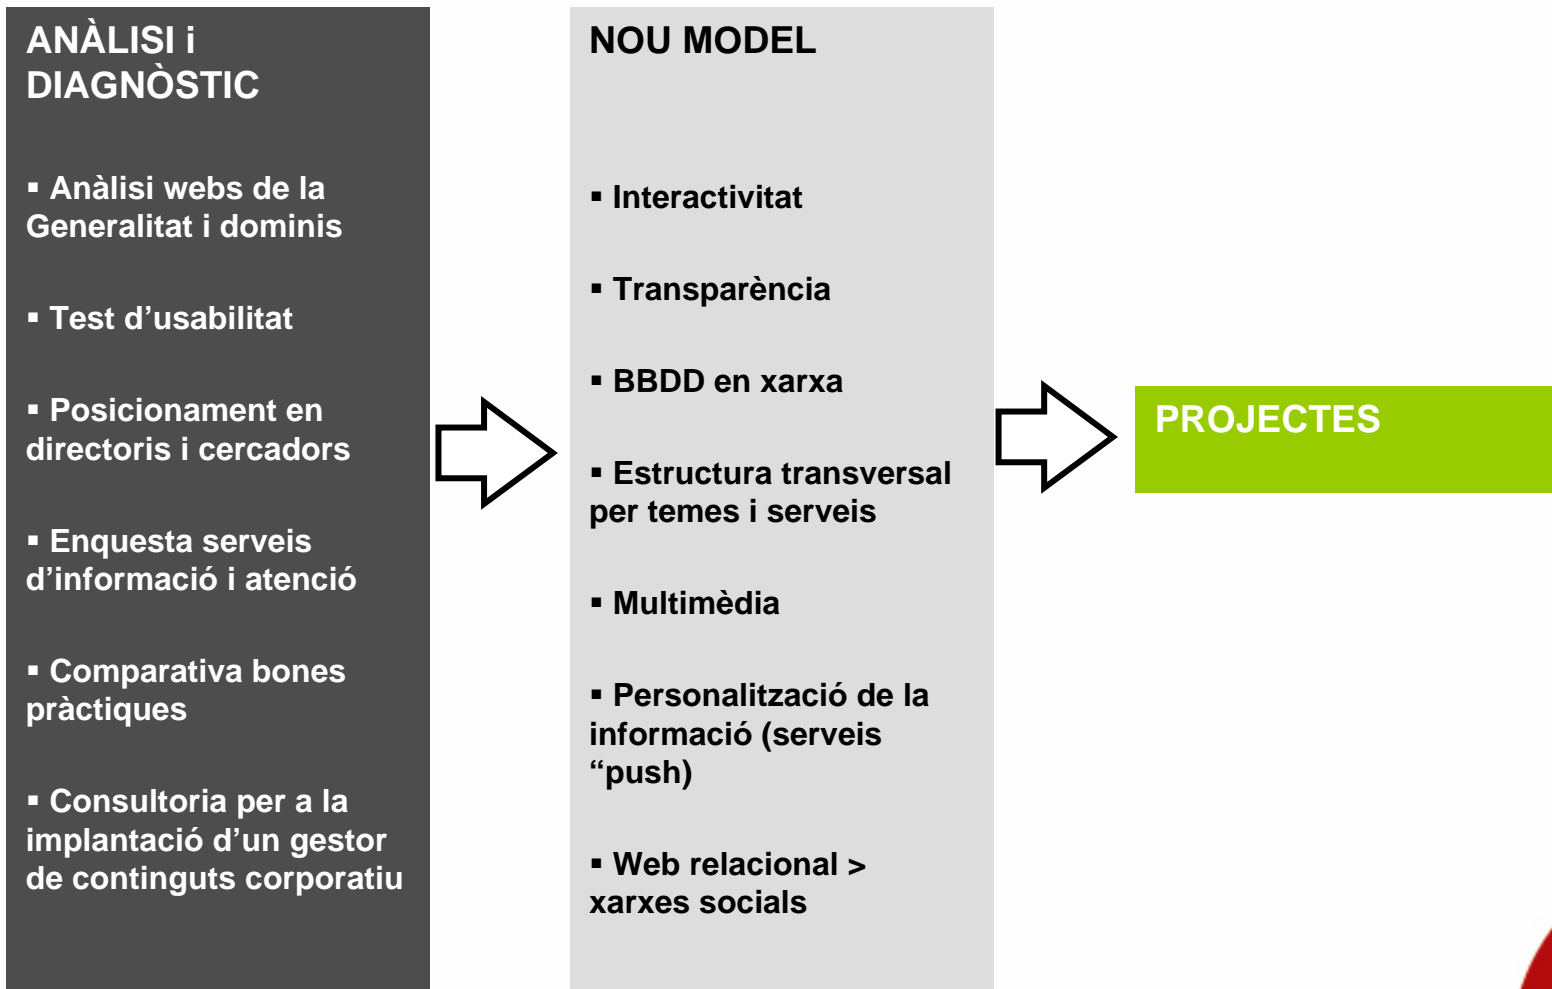 ANÀLISI i
DIAGNÒSTIC
▪ Anàlisi webs de la
Generalitat i dominis
▪ Test d’usabilitat
▪ Posicionament en
directoris i cercadors
▪ Enquesta serveis
d’informació i atenció
▪ Comparativa bones
pràctiques
▪ Consultoria per a la
implantació d’un gestor
de continguts corporatiu
NOU MODEL
▪ Interactivitat
▪ Transparència
▪ BBDD en xarxa
▪ Estructura transversal
per temes i serveis
▪ Multimèdia
▪ Personalització de la
informació (serveis
“push)
▪ Web relacional >
xarxes socials
PROJECTES